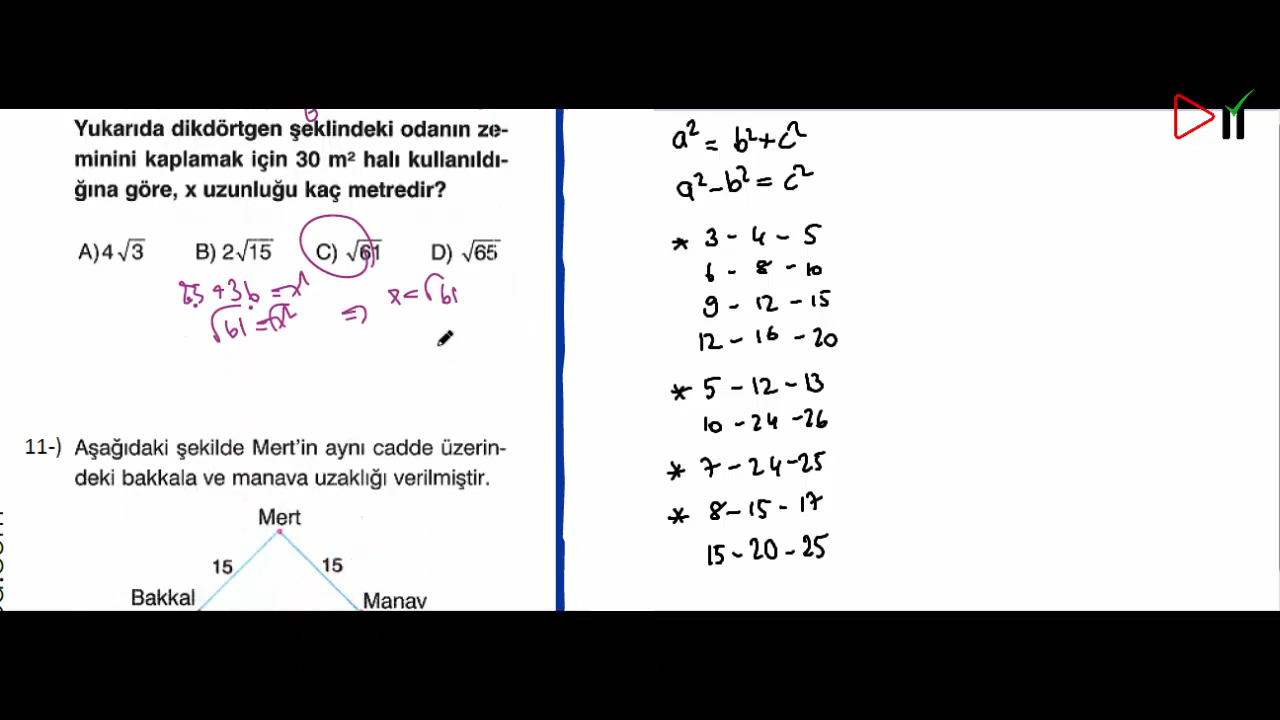 Yukarıda dikdörtgen şeklindeki odanın ze-
minini kaplamak için 30 m² halı kullanıldı-
ğına göre, x uzunluğu kaç metredir?
A) 4√3 B) 2√15 C) √61 D) √65
25 + 36 = x²
√61 = √x² ⇒ x = √61
11-) Aşağıdaki şekilde Mert'in aynı cadde üzerin-
deki bakkala ve manava uzaklığı verilmiştir.
Mert
15 15
Bakkal Manav
a² = b² + c²
a² - b² = c²
* 3 - 4 - 5
6 - 8 - 10
9 - 12 - 15
12 - 16 - 20
* 5 - 12 - 13
10 - 24 - 26
* 7 - 24 - 25
* 8 - 15 - 17
15 - 20 - 25